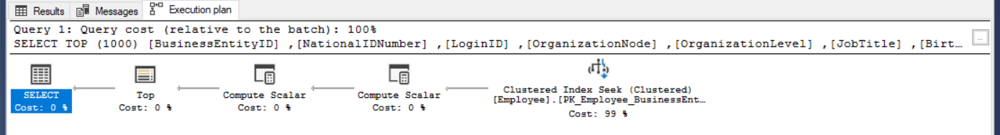 Results Messages Execution plan
Query 1: Query cost (relative to the batch): 100%
SELECT TOP (1000) [BusinessEntityID] ,[NationalIDNumber] ,[LoginID] ,[OrganizationNode] ,[OrganizationLevel] ,[JobTitle] ,[Birt…
SELECT
Cost: 0 %
Top
Cost: 0 %
Compute Scalar
Cost: 0 %
Compute Scalar
Cost: 0 %
Clustered Index Seek (Clustered)
[Employee].[PK_Employee_BusinessEnt…
Cost: 99 %